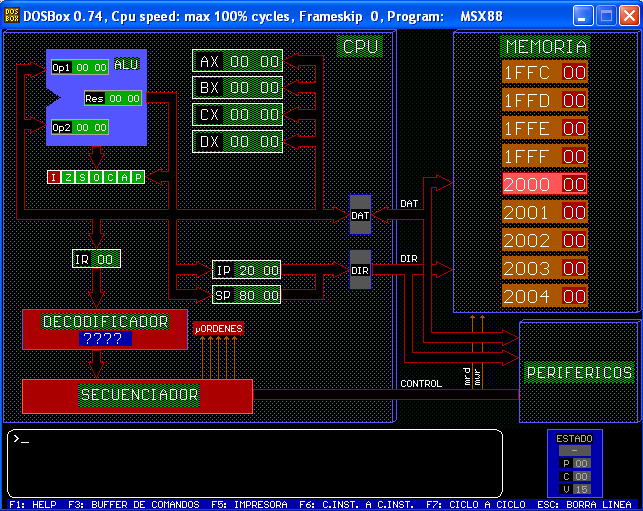 DOSBox 0.74, Cpu speed: max 100% cycles, Frameskip 0, Program: MSX88
CPU
MEMORIA
ALU
Op1 00 00
Res 00 00
Op2 00 00
AX 00 00
BX 00 00
CX 00 00
DX 00 00
1FFC 00
1FFD 00
1FFE 00
1FFF 00
2000 00
2001 00
2002 00
2003 00
2004 00
I Z S O C A P
DAT
DAT
IR 00
IP 20 00
SP 80 00
DIR
DIR
DECODIFICADOR
????
µORDENES
SECUENCIADOR
CONTROL
mrd
mwr
PERIFERICOS
>_
ESTADO
-
P 00
C 00
V 15
F1: HELP F3: BUFFER DE COMANDOS F5: IMPRESORA F6: C.INST. A C.INST. F7: CICLO A CICLO ESC: BORRA LINEA